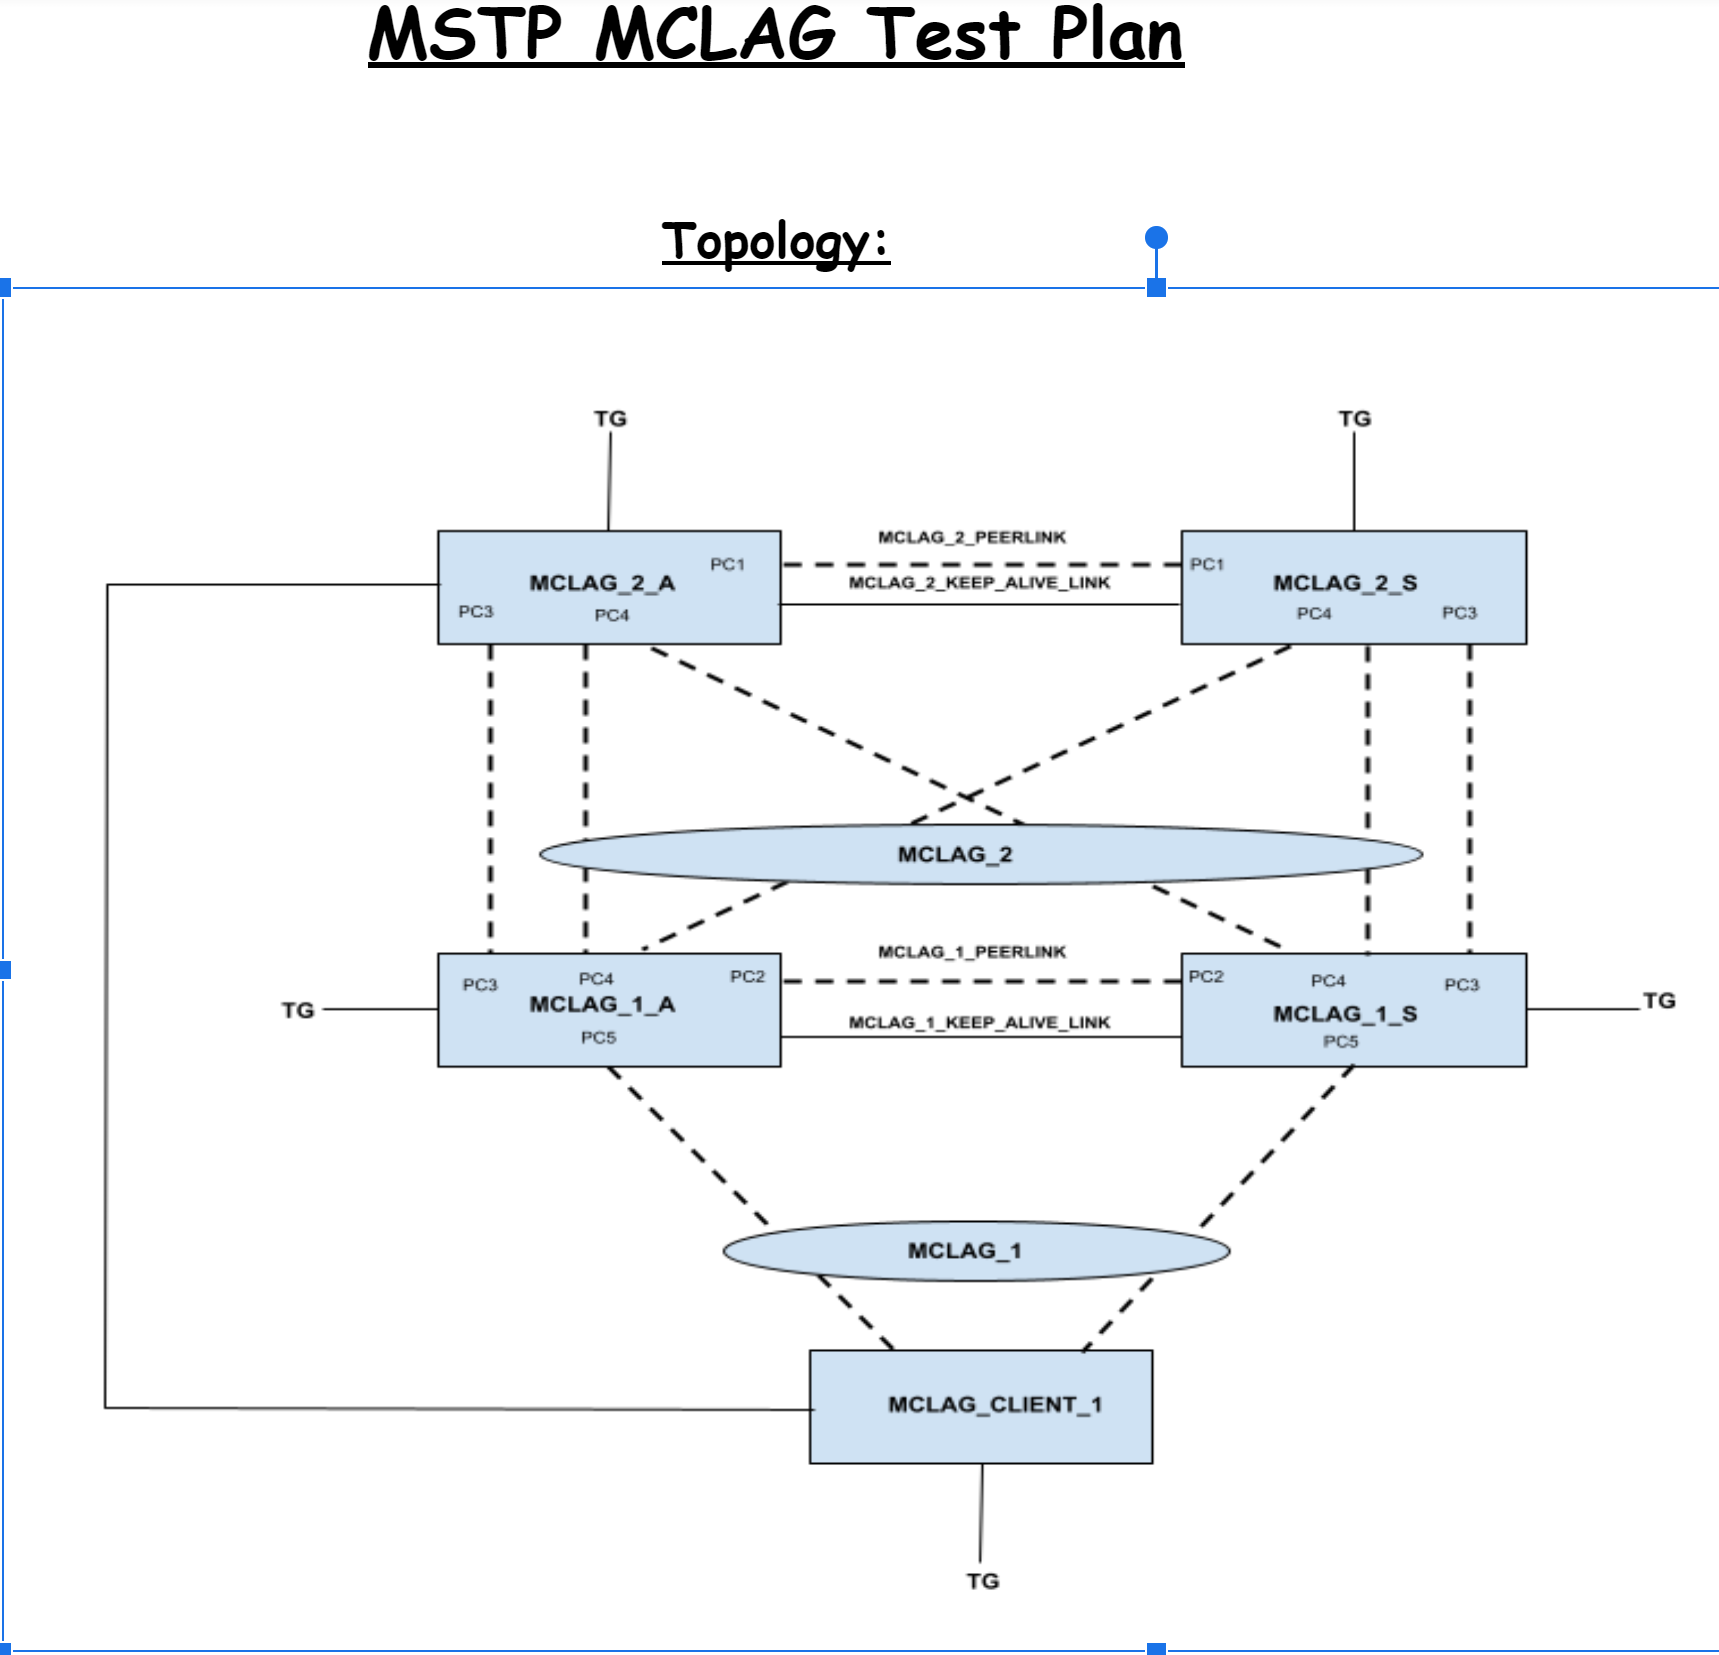 MSTP MCLAG Test Plan
Topology:
TG
TG
MCLAG_2_PEERLINK
PC1
PC1
MCLAG_2_A
MCLAG_2_KEEP_ALIVE_LINK
MCLAG_2_S
PC3
PC4
PC4
PC3
MCLAG_2
MCLAG_1_PEERLINK
PC3
PC4
PC2
PC2
PC4
PC3
MCLAG_1_A
MCLAG_1_S
TG
TG
MCLAG_1_KEEP_ALIVE_LINK
PC5
PC5
MCLAG_1
MCLAG_CLIENT_1
TG